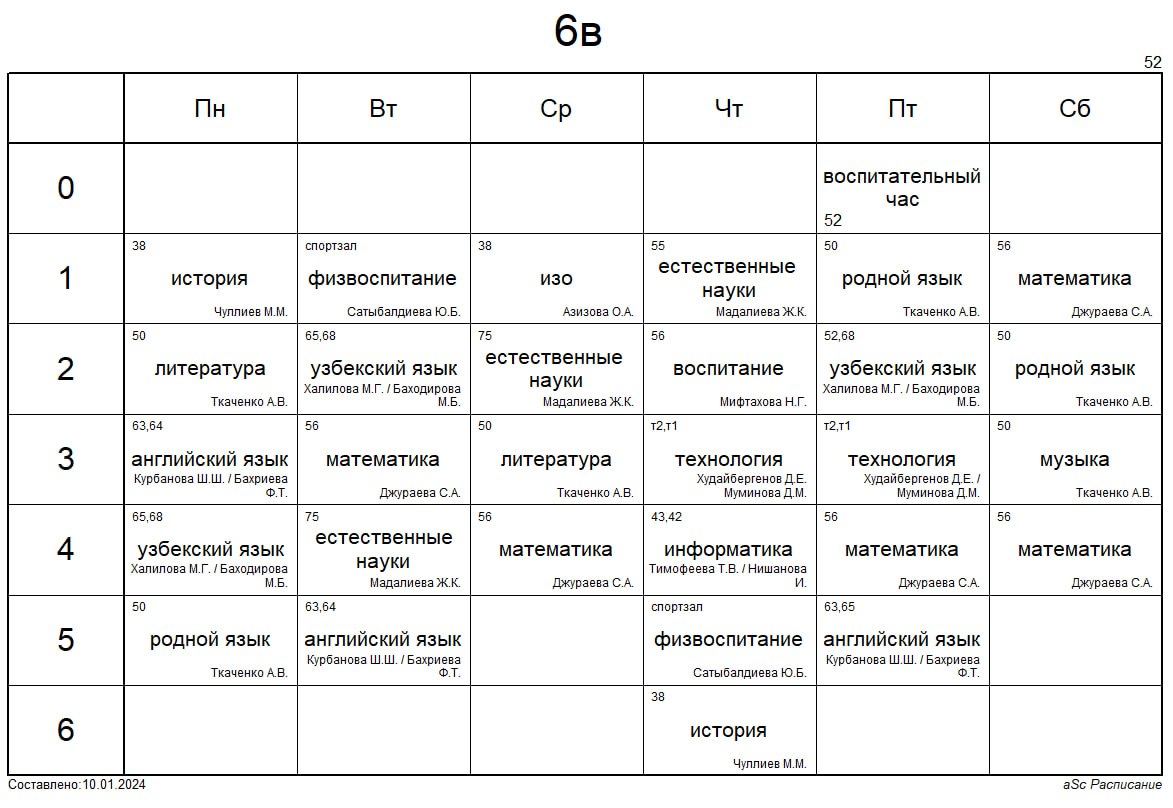 6в
52
Пн Вт Ср Чт Пт Сб
0
воспитательный
час
52
1
38 спортзал 38 55 50 56
история физвоспитание изо естественные науки родной язык математика
Чуллиев М.М. Сатыбалдиева Ю.Б. Азизова О.А. Мадалиева Ж.К. Ткаченко А.В. Джураева С.А.
2
50 65,68 75 56 52,68 50
литература узбекский язык естественные науки воспитание узбекский язык родной язык
Ткаченко А.В. Халилова М.Г. / Баходирова М.Б. Мадалиева Ж.К. Мифтахова Н.Г. Халилова М.Г. / Баходирова М.Б. Ткаченко А.В.
3
63,64 56 50 т2,т1 т2,т1 50
английский язык математика литература технология технология музыка
Курбанова Ш.Ш. / Бахриева Ф.Т. Джураева С.А. Ткаченко А.В. Худайбергенов Д.Е. Муминова Д.М. Худайбергенов Д.Е. / Муминова Д.М. Ткаченко А.В.
4
65,68 75 56 43,42 56 56
узбекский язык естественные науки математика информатика математика математика
Халилова М.Г. / Баходирова М.Б. Мадалиева Ж.К. Джураева С.А. Тимофеева Т.В. / Нишанова И. Джураева С.А. Джураева С.А.
5
50 63,64 спортзал 63,65
родной язык английский язык физвоспитание английский язык
Ткаченко А.В. Курбанова Ш.Ш. / Бахриева Ф.Т. Сатыбалдиева Ю.Б. Курбанова Ш.Ш. / Бахриева Ф.Т.
6
38
история
Чуллиев М.М.
Составлено:10.01.2024 aSc Расписание